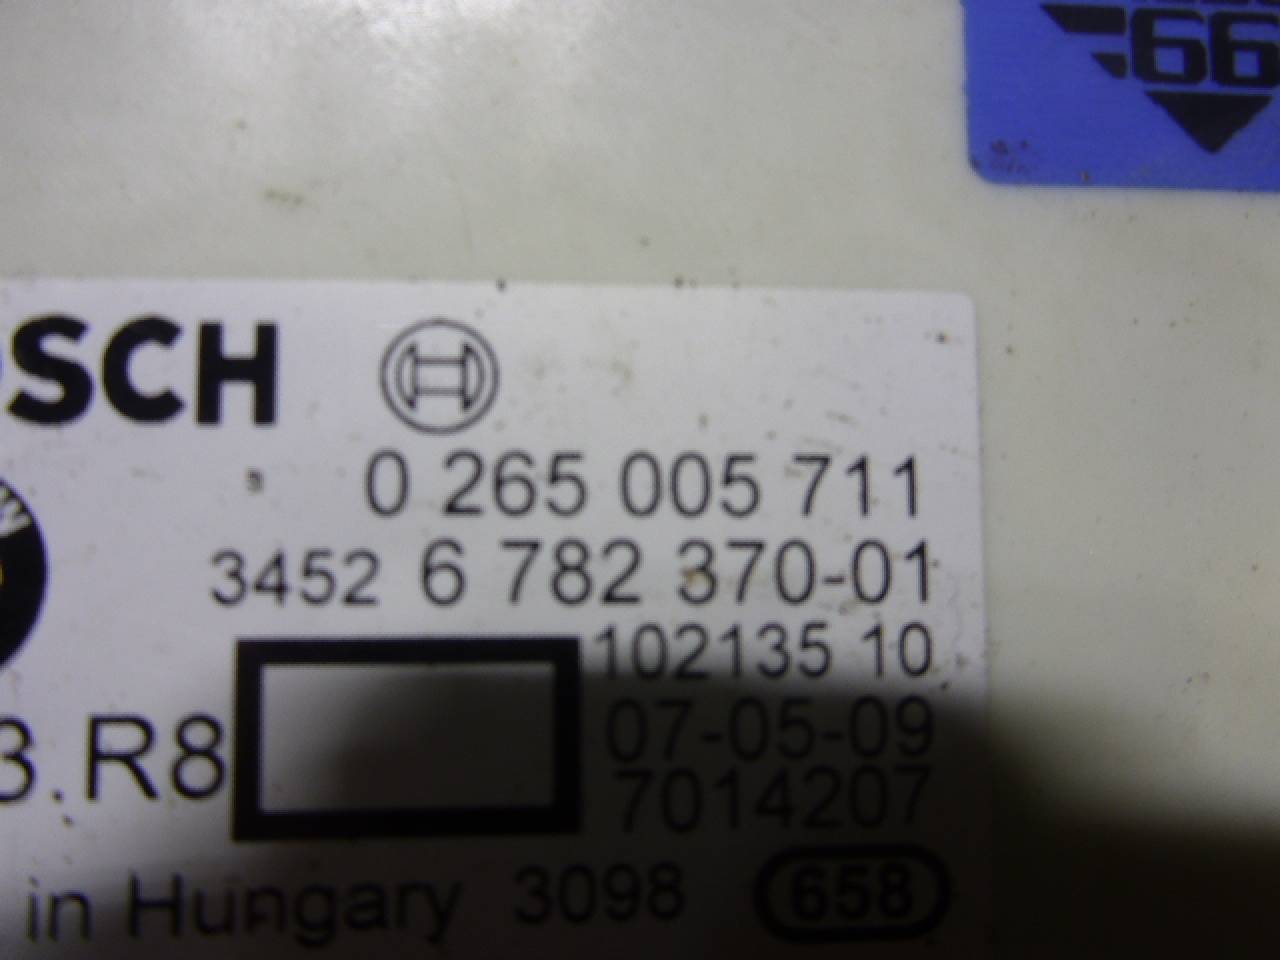 66
OSCH
0 265 005 711
3452 6 782 370-01
102135 10
07-05-09
3.R8
7014207
in Hungary 3098 658